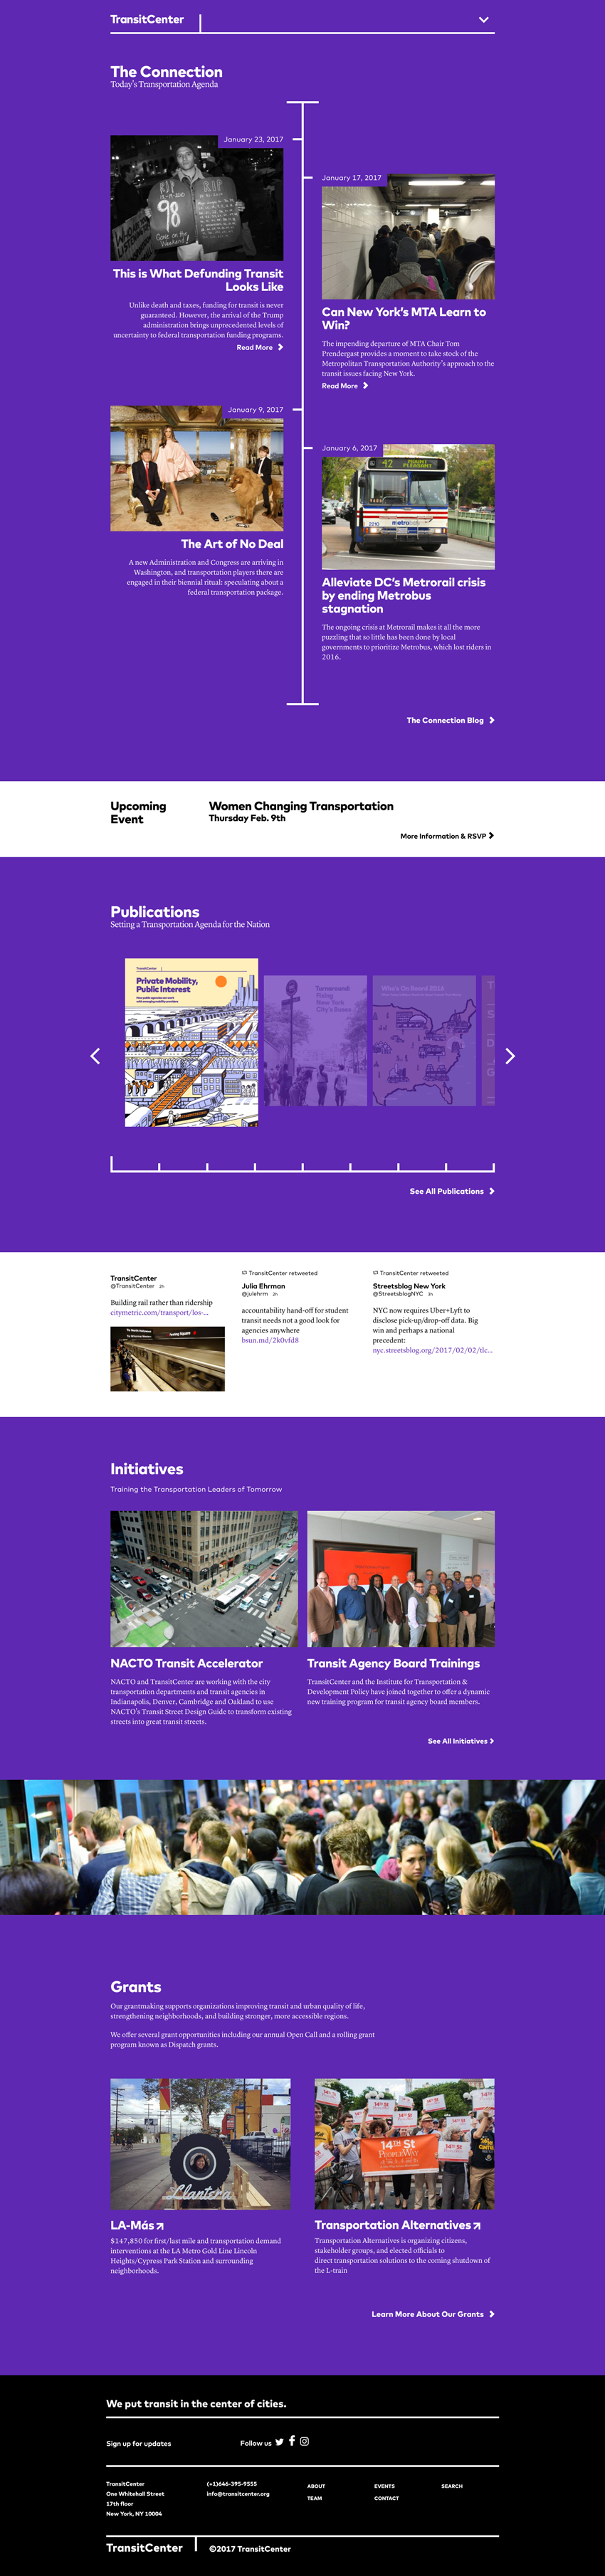 TransitCenter
The Connection
Today's Transportation Agenda
January 23, 2017
This is What Defunding Transit
Looks Like
Unlike death and taxes, funding for transit is never
guaranteed. However, the arrival of the Trump
administration brings unprecedented levels of
uncertainty to federal transportation funding programs.
Read More
January 17, 2017
Can New York's MTA Learn to
Win?
The impending departure of MTA Chair Tom
Prendergast provides a moment to take stock of the
Metropolitan Transportation Authority's approach to the
transit issues facing New York.
Read More
January 9, 2017
The Art of No Deal
A new Administration and Congress are arriving in
Washington, and transportation players there are
engaged in their biennial ritual: speculating about a
federal transportation package.
January 6, 2017
42
Alleviate DC's Metrorail crisis
by ending Metrobus
stagnation
The ongoing crisis at Metrorail makes it all the more
puzzling that so little has been done by local
governments to prioritize Metrobus, which lost riders in
2016.
The Connection Blog
Upcoming
Event
Women Changing Transportation
Thursday Feb. 9th
More Information & RSVP
Publications
Setting a Transportation Agenda for the Nation
TransitCenter
Private Mobility,
Public Interest
Turnaround:
Fixing
New York
City's Buses
Who's On Board 2016
See All Publications
TransitCenter
@TransitCenter 2h
Building rail rather than ridership
citymetric.com/transport/los-...
TransitCenter retweeted
Julia Ehrman
@julehrm 2h
accountability hand-off for student
transit needs not a good look for
agencies anywhere
bsun.md/2k0vfd8
TransitCenter retweeted
Streetsblog New York
@StreetsblogNYC 3h
NYC now requires Uber+Lyft to
disclose pick-up/drop-off data. Big
win and perhaps a national
precedent:
nyc.streetsblog.org/2017/02/02/tlc...
Initiatives
Training the Transportation Leaders of Tomorrow
NACTO Transit Accelerator
NACTO and TransitCenter are working with the city
transportation departments and transit agencies in
Indianapolis, Denver, Cambridge and Oakland to use
NACTO's Transit Street Design Guide to transform existing
streets into great transit streets.
Transit Agency Board Trainings
TransitCenter and the Institute for Transportation &
Development Policy have joined together to offer a dynamic
new training program for transit agency board members.
See All Initiatives
Grants
Our grantmaking supports organizations improving transit and urban quality of life,
strengthening neighborhoods, and building stronger, more accessible regions.
We offer several grant opportunities including our annual Open Call and a rolling grant
program known as Dispatch grants.
Llantera
LA-Más
$147,850 for first/last mile and transportation demand
interventions at the LA Metro Gold Line Lincoln
Heights/Cypress Park Station and surrounding
neighborhoods.
14TH St
PEOPLEWAY
Transportation Alternatives
Transportation Alternatives is organizing citizens,
stakeholder groups, and elected officials to
direct transportation solutions to the coming shutdown of
the L-train
Learn More About Our Grants
We put transit in the center of cities.
Sign up for updates
Follow us
TransitCenter
One Whitehall Street
17th floor
New York, NY 10004
(+1)646-395-9555
info@transitcenter.org
ABOUT
TEAM
EVENTS
CONTACT
SEARCH
TransitCenter
©2017 TransitCenter